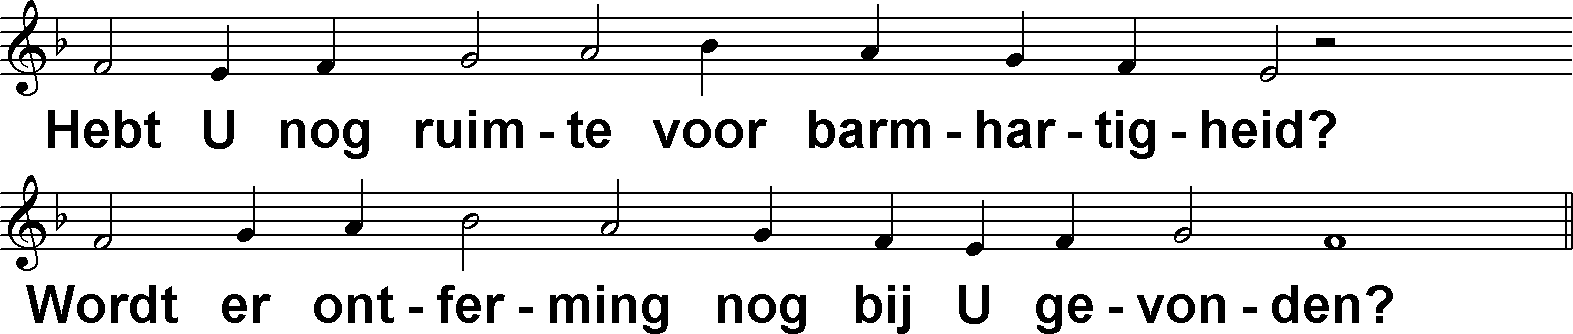 Hebt U nog ruim - te voor barm - har - tig - heid?
Wordt er ont - fer - ming nog bij U ge - von - den?